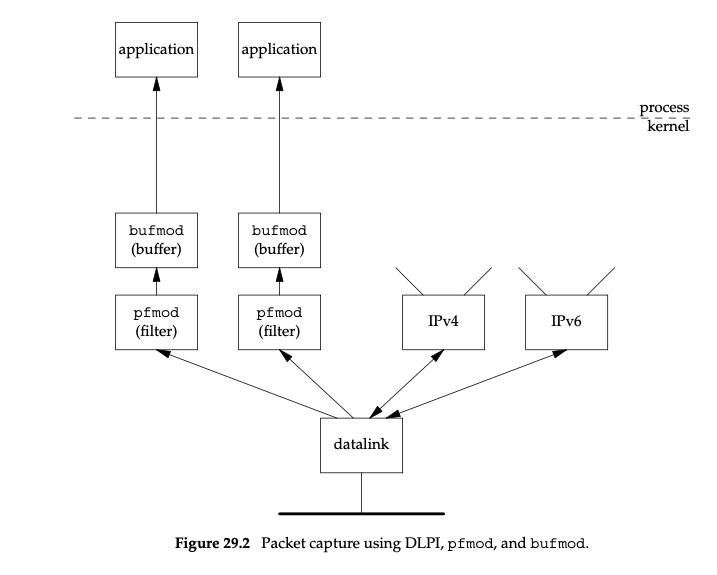 application
application
process
kernel
bufmod
(buffer)
bufmod
(buffer)
pfmod
(filter)
pfmod
(filter)
IPv4
IPv6
datalink
Figure 29.2 Packet capture using DLPI, pfmod, and bufmod.